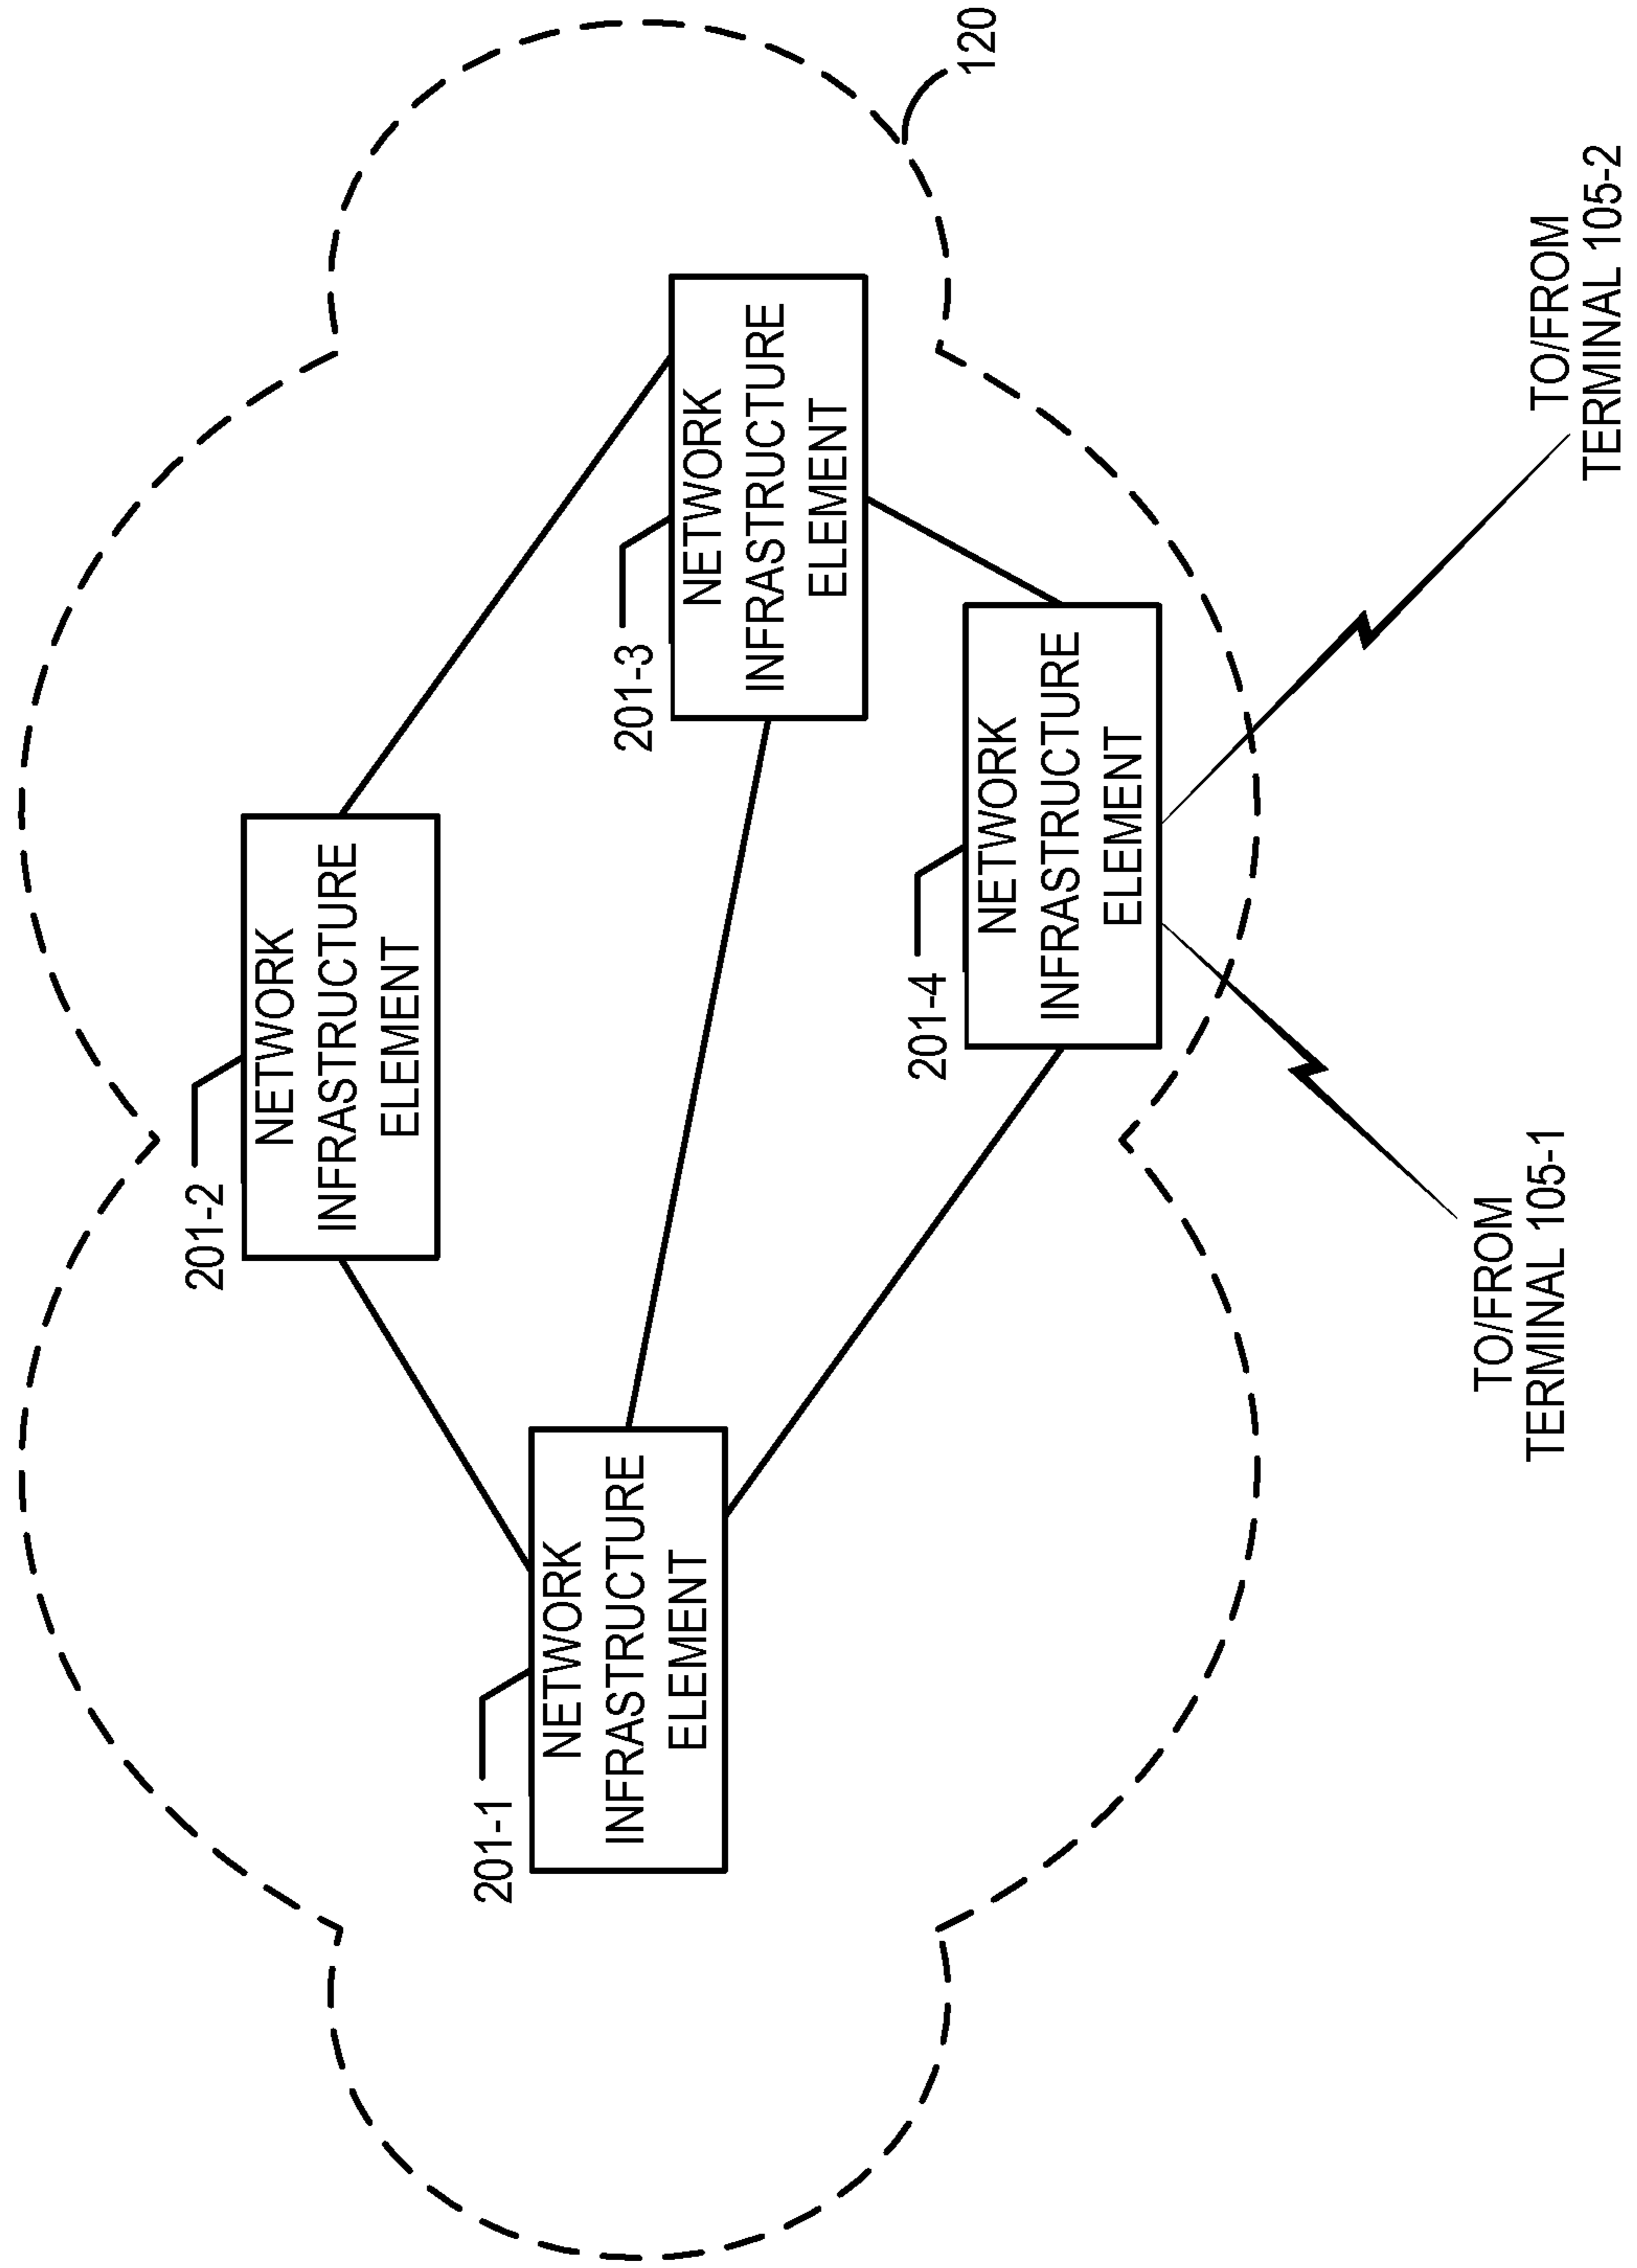 120
201-2
NETWORK
INFRASTRUCTURE
ELEMENT
201-1
NETWORK
INFRASTRUCTURE
ELEMENT
201-3
NETWORK
INFRASTRUCTURE
ELEMENT
201-4
NETWORK
INFRASTRUCTURE
ELEMENT
TO/FROM
TERMINAL 105-1
TO/FROM
TERMINAL 105-2